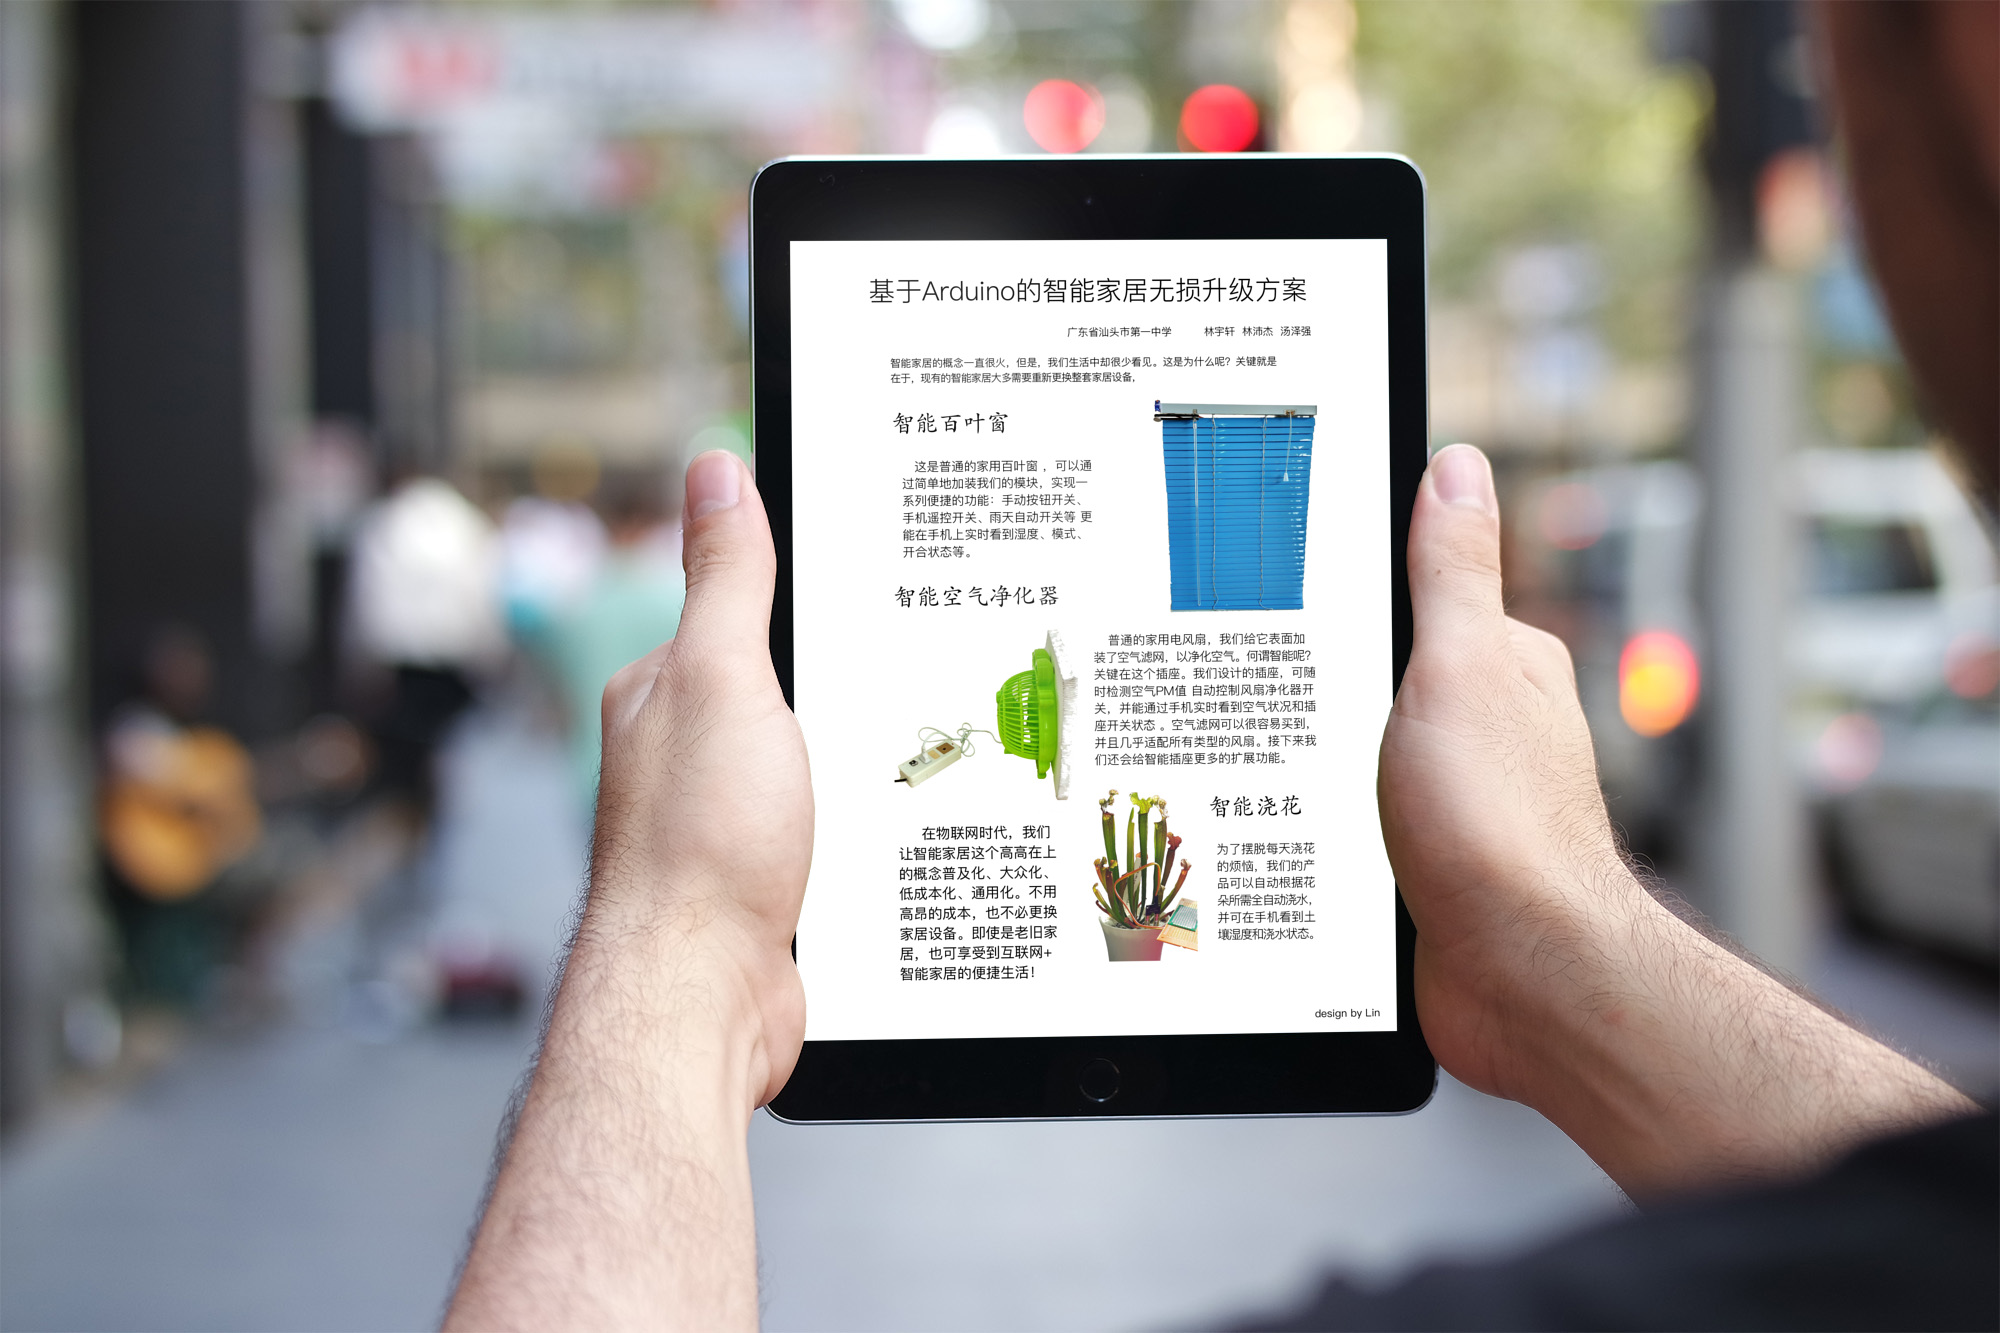 基于Arduino的智能家居无损升级方案
广东省汕头市第一中学 林宇轩 林沛杰 汤泽强
智能家居的概念一直很火，但是，我们生活中却很少看见。这是为什么呢？关键就是
在于，现有的智能家居大多需要重新更换整套家居设备，
智能百叶窗
这是普通的家用百叶窗 ，可以通
过简单地加装我们的模块，实现一
系列便捷的功能：手动按钮开关、
手机遥控开关、雨天自动开关等 更
能在手机上实时看到湿度、模式、
开合状态等。
智能空气净化器
普通的家用电风扇，我们给它表面加
装了空气滤网，以净化空气。何谓智能呢？
关键在这个插座。我们设计的插座，可随
时检测空气PM值 自动控制风扇净化器开
关，并能通过手机实时看到空气状况和插
座开关状态 。空气滤网可以很容易买到，
并且几乎适配所有类型的风扇。接下来我
们还会给智能插座更多的扩展功能。
智能浇花
为了摆脱每天浇花
的烦恼，我们的产
品可以自动根据花
朵所需全自动浇水，
并可在手机看到土
壤湿度和浇水状态。
在物联网时代，我们
让智能家居这个高高在上
的概念普及化、大众化、
低成本化、通用化。不用
高昂的成本，也不必更换
家居设备。即使是老旧家
居，也可享受到互联网+
智能家居的便捷生活！
design by Lin